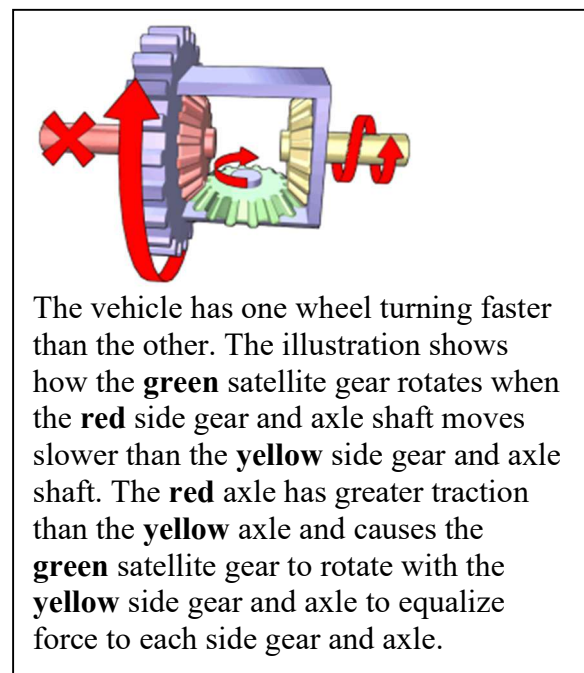 The vehicle has one wheel turning faster
than the other. The illustration shows
how the green satellite gear rotates when
the red side gear and axle shaft moves
slower than the yellow side gear and axle
shaft. The red axle has greater traction
than the yellow axle and causes the
green satellite gear to rotate with the
yellow side gear and axle to equalize
force to each side gear and axle.